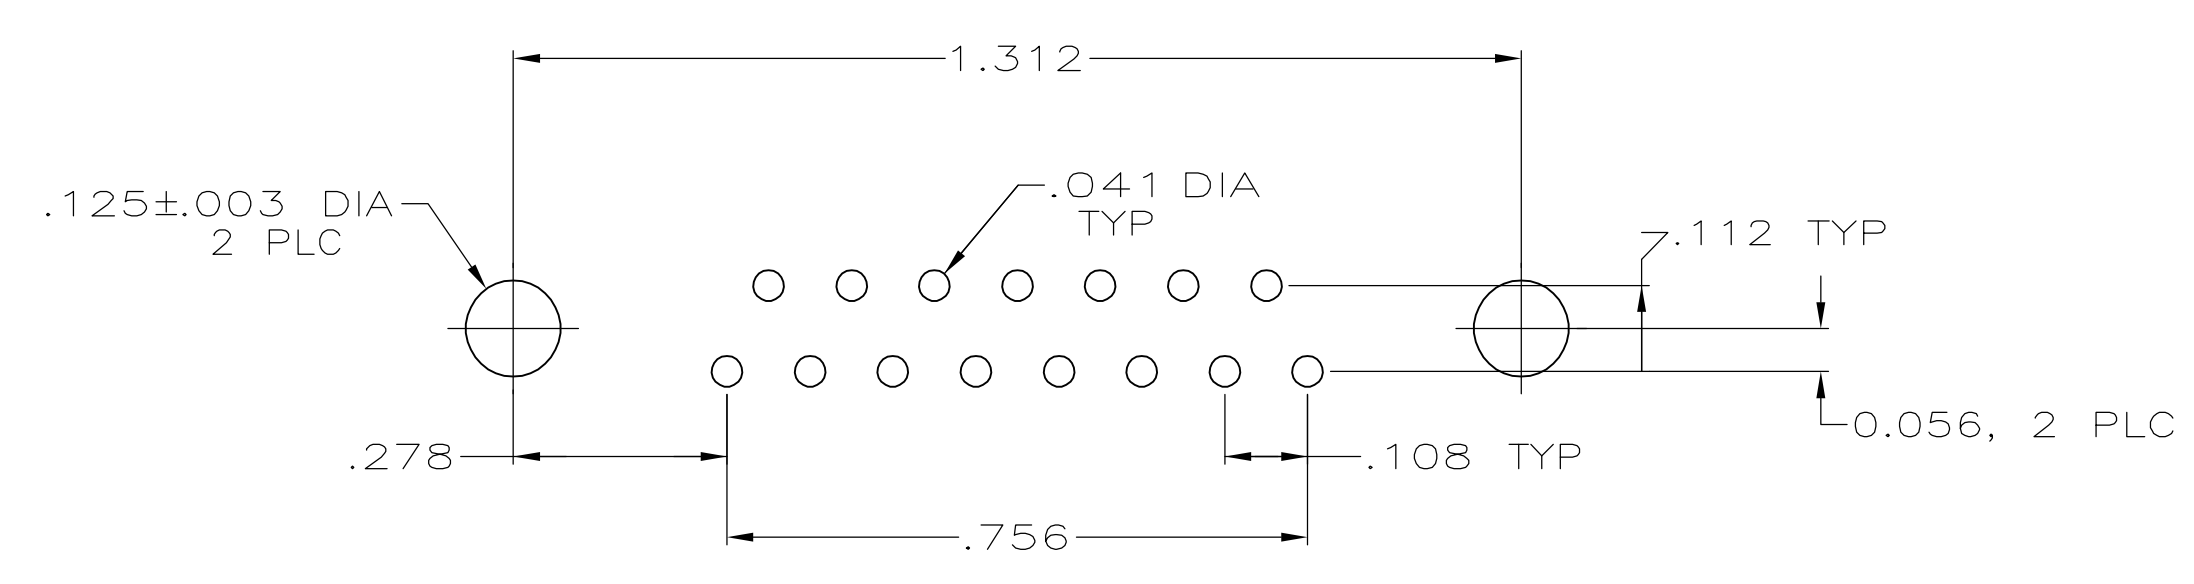 1.312
.125±.003 DIA
2 PLC
.041 DIA
TYP
.112 TYP
0.056, 2 PLC
.278
.108 TYP
.756